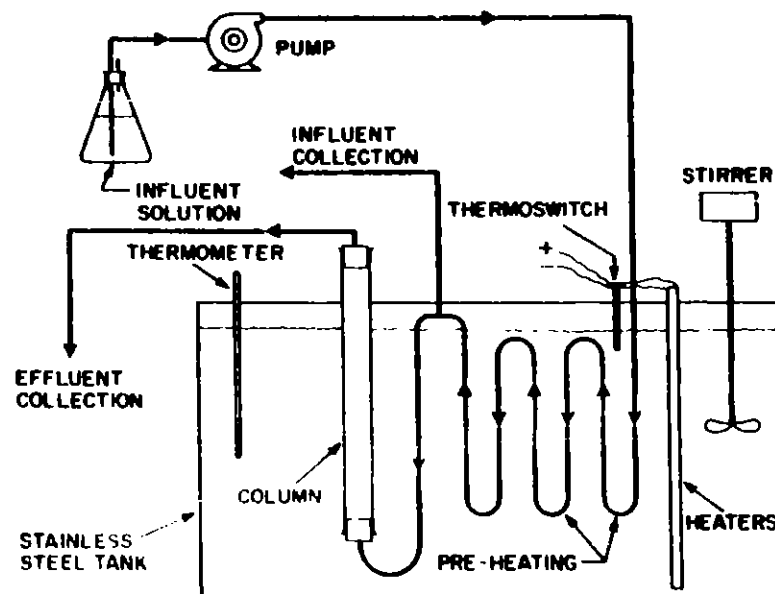 PUMP
INFLUENT
COLLECTION
STIRRER
INFLUENT
SOLUTION
THERMOSWITCH
THERMOMETER
+
-
EFFLUENT
COLLECTION
COLUMN
HEATERS
STAINLESS
STEEL TANK
PRE-HEATING